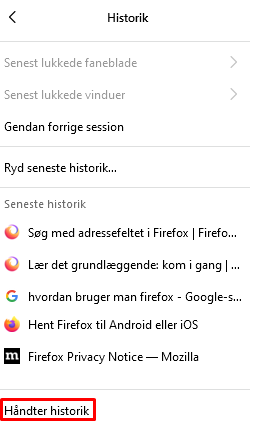 Historik
Senest lukkede faneblade
Senest lukkede vinduer
Gendan forrige session
Ryd seneste historik...
Seneste historik
Søg med adressefeltet i Firefox | Firefo...
Lær det grundlæggende: kom i gang | ...
hvordan bruger man firefox - Google-s...
Hent Firefox til Android eller iOS
Firefox Privacy Notice — Mozilla
Håndter historik